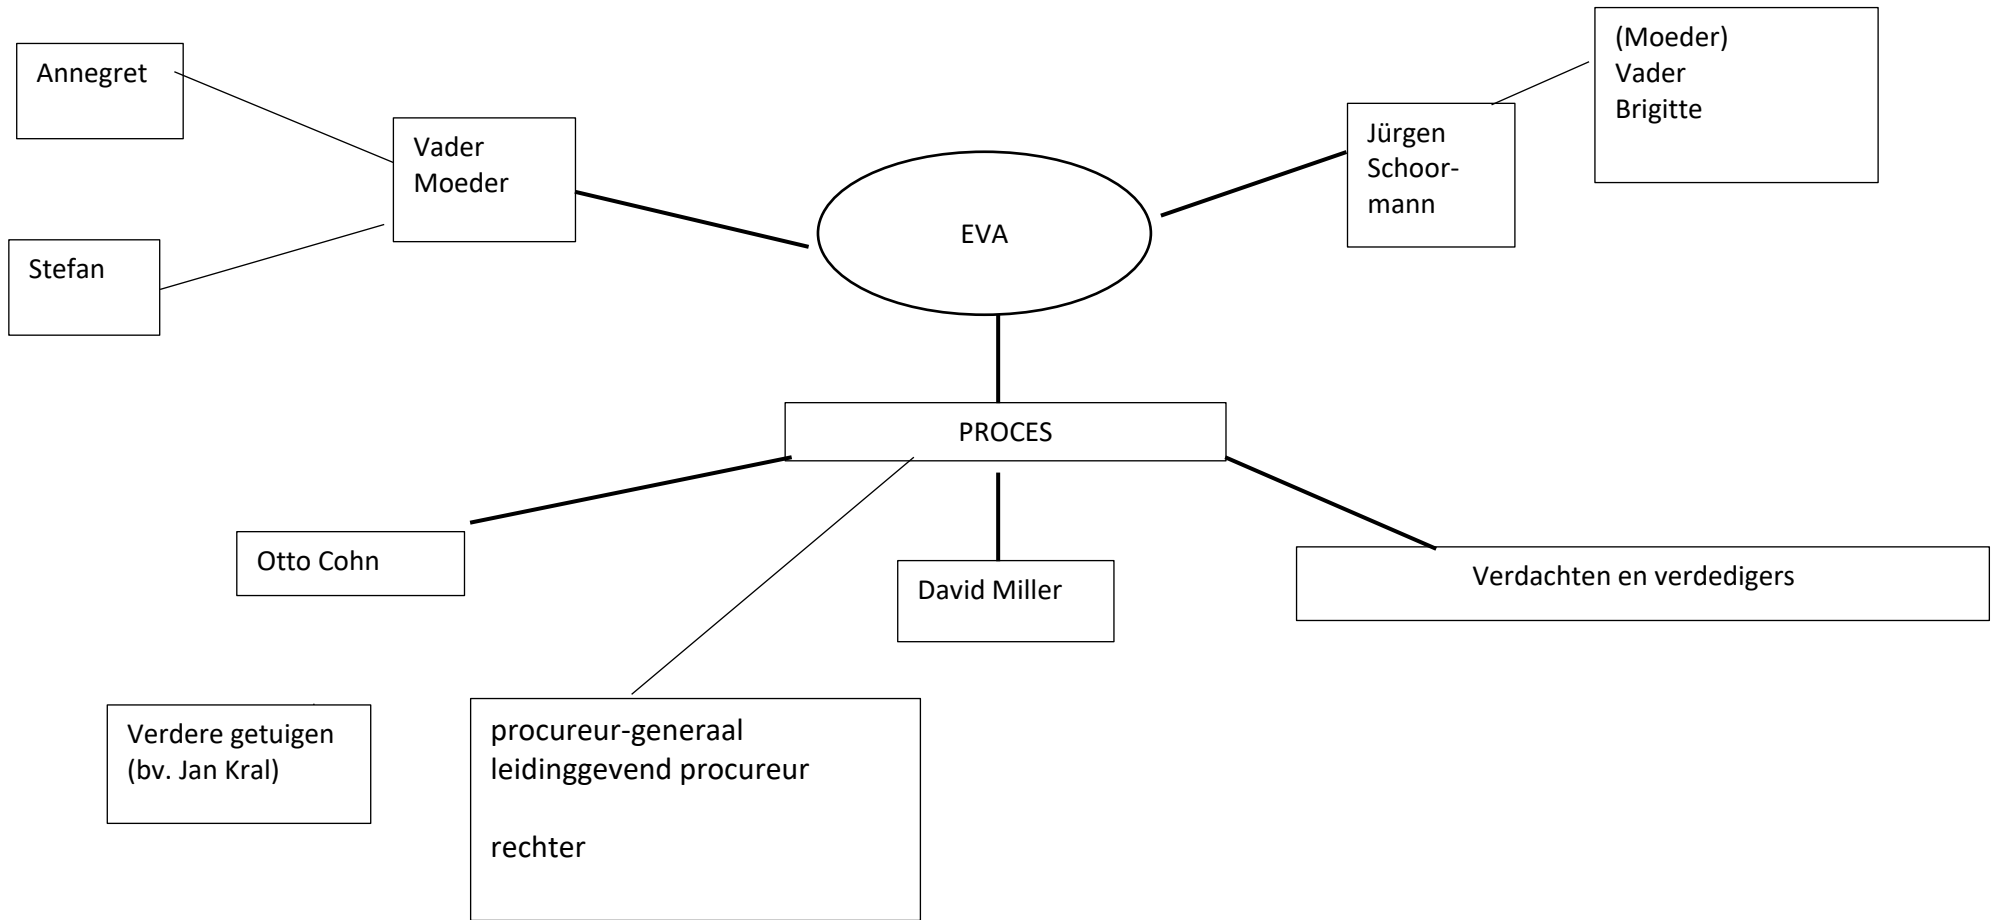 Annegret
Stefan
Vader
Moeder
EVA
Jürgen
Schoor-
mann
(Moeder)
Vader
Brigitte
PROCES
Otto Cohn
David Miller
Verdachten en verdedigers
Verdere getuigen
(bv. Jan Kral)
procureur-generaal
leidinggevend procureur
rechter